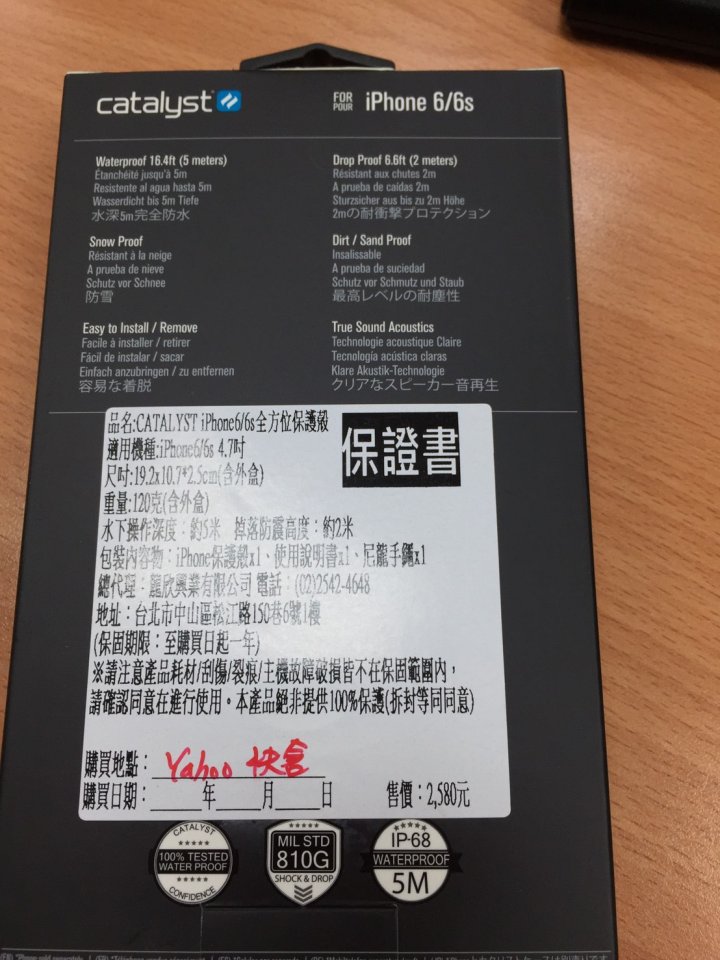 catalyst
FOR POUR iPhone 6/6s
Waterproof 16.4ft (5 meters)
Étanchéité jusqu'à 5m
Resistente al agua hasta 5m
Wasserdicht bis 5m Tiefe
水深5m完全防水
Drop Proof 6.6ft (2 meters)
Résistant aux chutes 2m
A prueba de caídas 2m
Sturzsicher aus bis zu 2m Höhe
2mの耐衝撃プロテクション
Snow Proof
Résistant à la neige
A prueba de nieve
Schutz vor Schnee
防雪
Dirt / Sand Proof
Insalissable
A prueba de suciedad
Schutz vor Schmutz und Staub
最高レベルの耐塵性
Easy to Install / Remove
Facile à installer / retirer
Fácil de instalar / sacar
Einfach anzubringen / zu entfernen
容易な着脱
True Sound Acoustics
Technologie acoustique Claire
Tecnología acústica claras
Klare Akustik-Technologie
クリアなスピーカー音再生
品名:CATALYST iPhone6/6s全方位保護殼
保證書
適用機種:iPhone6/6s 4.7吋
尺吋:19.2x10.7*2.5cm(含外盒)
重量:120克(含外盒)
水下操作深度：約5米 掉落防震高度：約2米
包裝內容物：iPhone保護殼x1、使用說明書x1、尼龍手繩x1
總代理：龍欣興業有限公司 電話：(02)2542-4648
地址：台北市中山區松江路150巷6號1樓
(保固期限：至購買日起一年)
※請注意產品耗材/刮傷/裂痕/主機故障破損皆不在保固範圍內，
請確認同意在進行使用。本產品絕非提供100%保護(拆封等同同意)
購買地點： Yahoo 快倉
購買日期：____年____月____日 售價：2,580元
CATALYST
100% TESTED
WATER PROOF
CONFIDENCE
MIL STD
810G
SHOCK & DROP
IP-68
WATERPROOF
5M